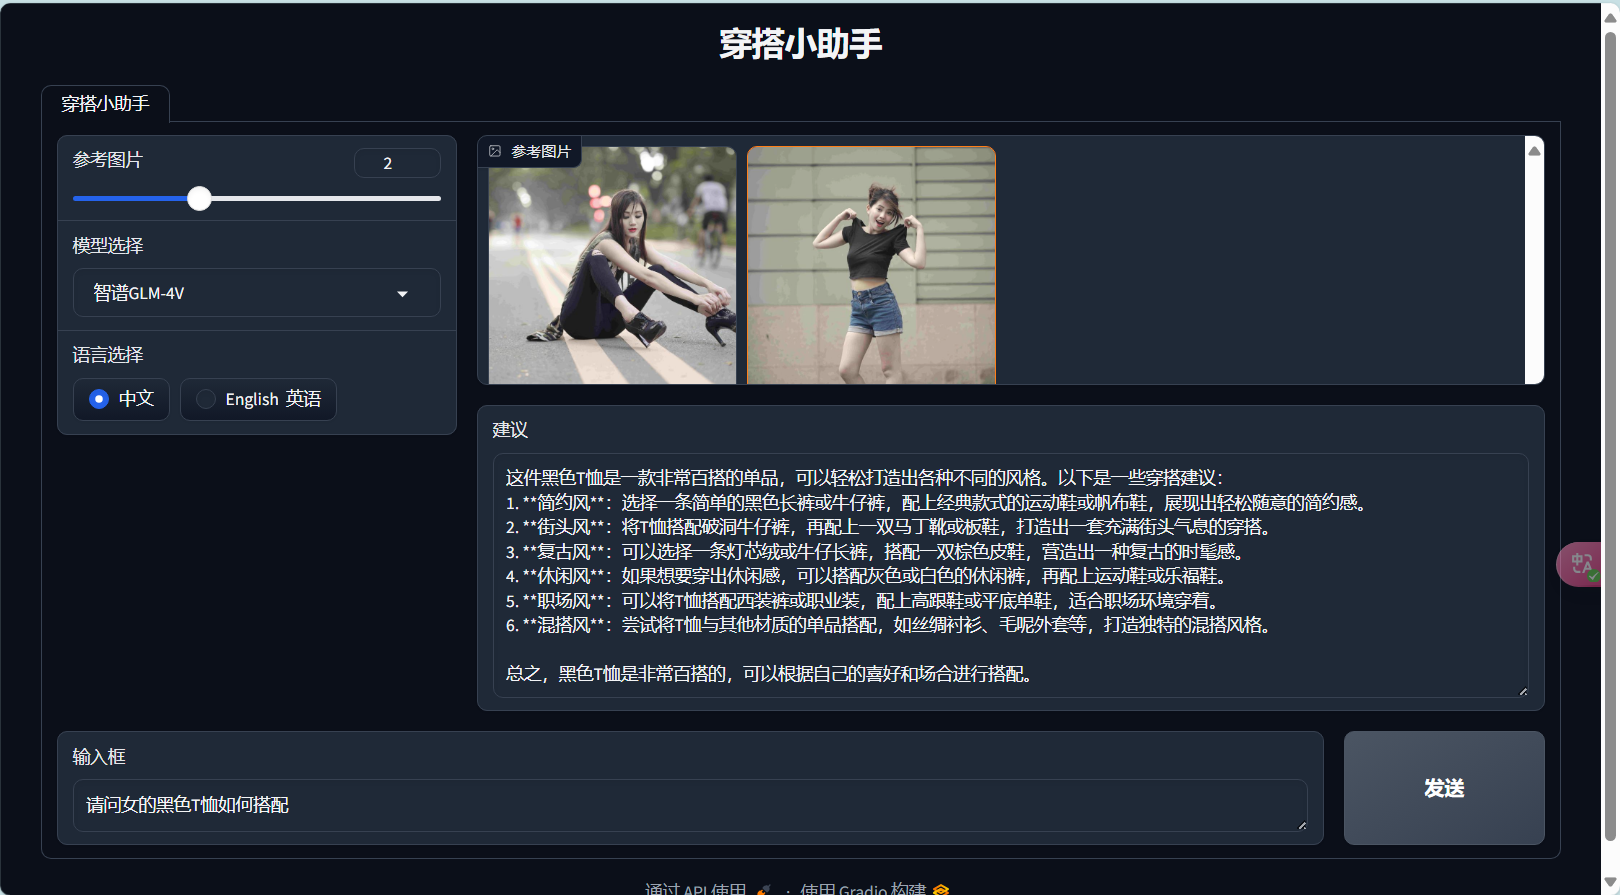 穿搭小助手
穿搭小助手
参考图片
2
模型选择
智谱GLM-4V
语言选择
中文
English 英语
参考图片
建议
这件黑色T恤是一款非常百搭的单品，可以轻松打造出各种不同的风格。以下是一些穿搭建议：
1. **简约风**：选择一条简单的黑色长裤或牛仔裤，配上经典款式的运动鞋或帆布鞋，展现出轻松随意的简约感。
2. **街头风**：将T恤搭配破洞牛仔裤，再配上一双马丁靴或板鞋，打造出一套充满街头气息的穿搭。
3. **复古风**：可以选择一条灯芯绒或牛仔长裤，搭配一双棕色皮鞋，营造出一种复古的时髦感。
4. **休闲风**：如果想要穿出休闲感，可以搭配灰色或白色的休闲裤，再配上运动鞋或乐福鞋。
5. **职场风**：可以将T恤搭配西装裤或职业装，配上高跟鞋或平底单鞋，适合职场环境穿着。
6. **混搭风**：尝试将T恤与其他材质的单品搭配，如丝绸衬衫、毛呢外套等，打造独特的混搭风格。
总之，黑色T恤是非常百搭的，可以根据自己的喜好和场合进行搭配。
输入框
请问女的黑色T恤如何搭配
发送
通过 API 使用 · 使用 Gradio 构建